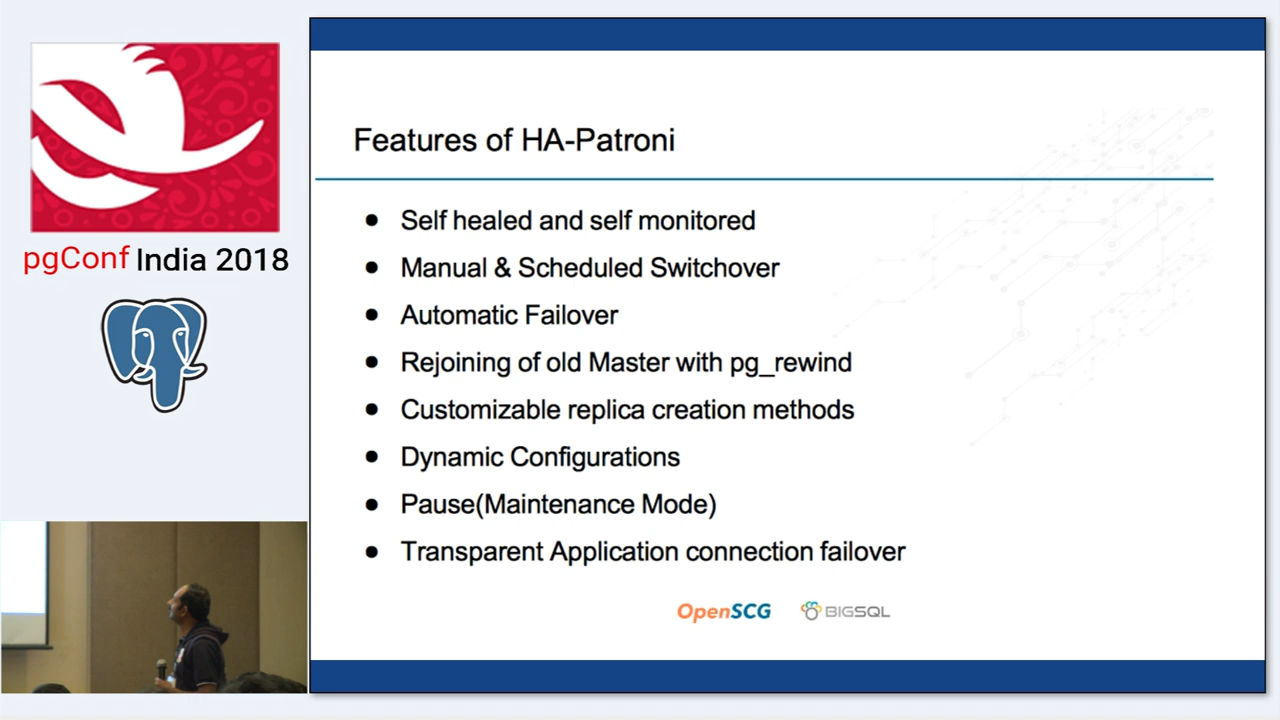 pgConf India 2018
Features of HA-Patroni
● Self healed and self monitored
● Manual & Scheduled Switchover
● Automatic Failover
● Rejoining of old Master with pg_rewind
● Customizable replica creation methods
● Dynamic Configurations
● Pause(Maintenance Mode)
● Transparent Application connection failover
OpenSCG BIGSQL